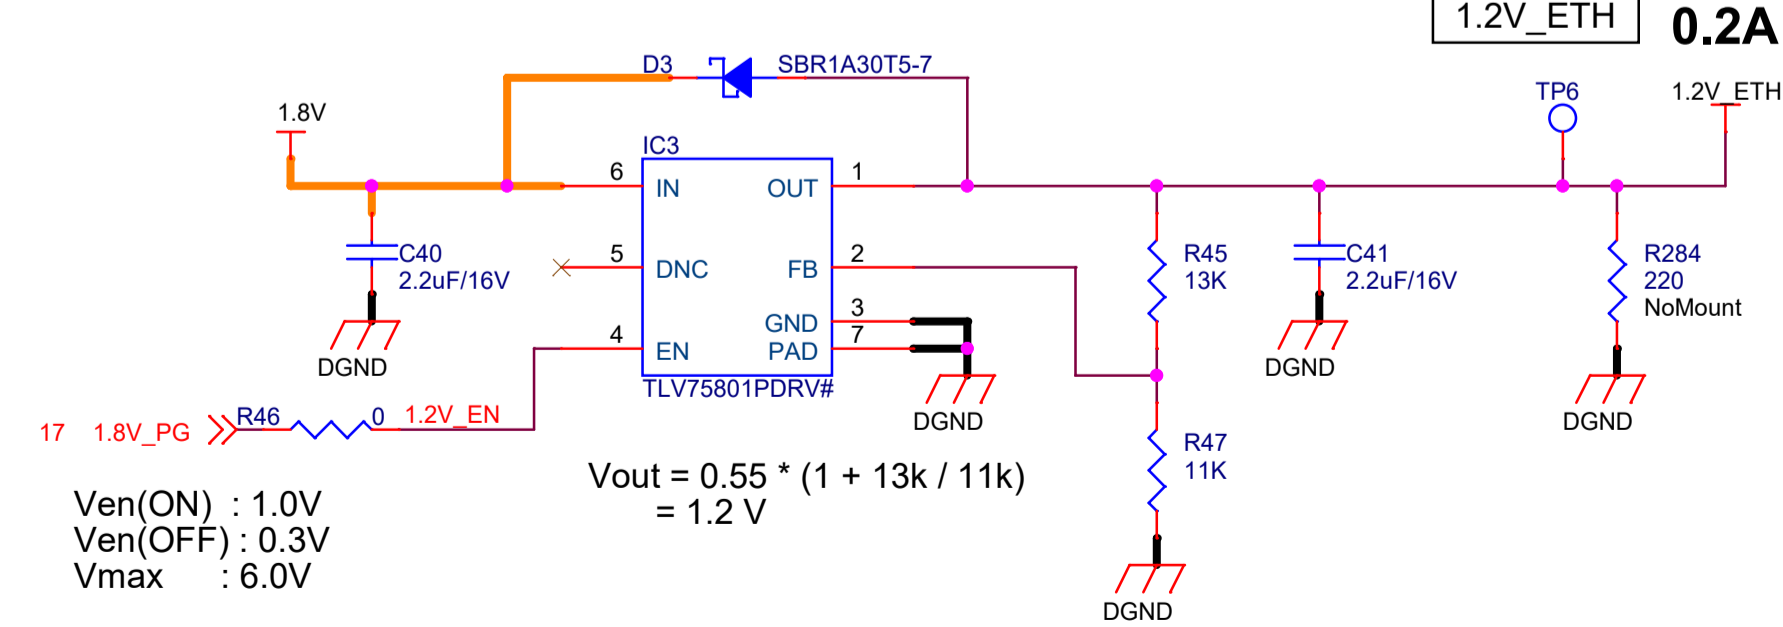 1.2V_ETH
0.2A
D3
SBR1A30T5-7
TP6
1.2V_ETH
1.8V
IC3
6
IN
OUT
1
C40
2.2uF/16V
5
DNC
FB
2
R45
13K
C41
2.2uF/16V
R284
220
NoMount
GND
3
4
EN
PAD
7
DGND
TLV75801PDRV#
DGND
DGND
DGND
17
1.8V_PG
R46
0
1.2V_EN
R47
11K
Vout = 0.55 * (1 + 13k / 11k)
= 1.2 V
Ven(ON) : 1.0V
Ven(OFF) : 0.3V
Vmax : 6.0V
DGND